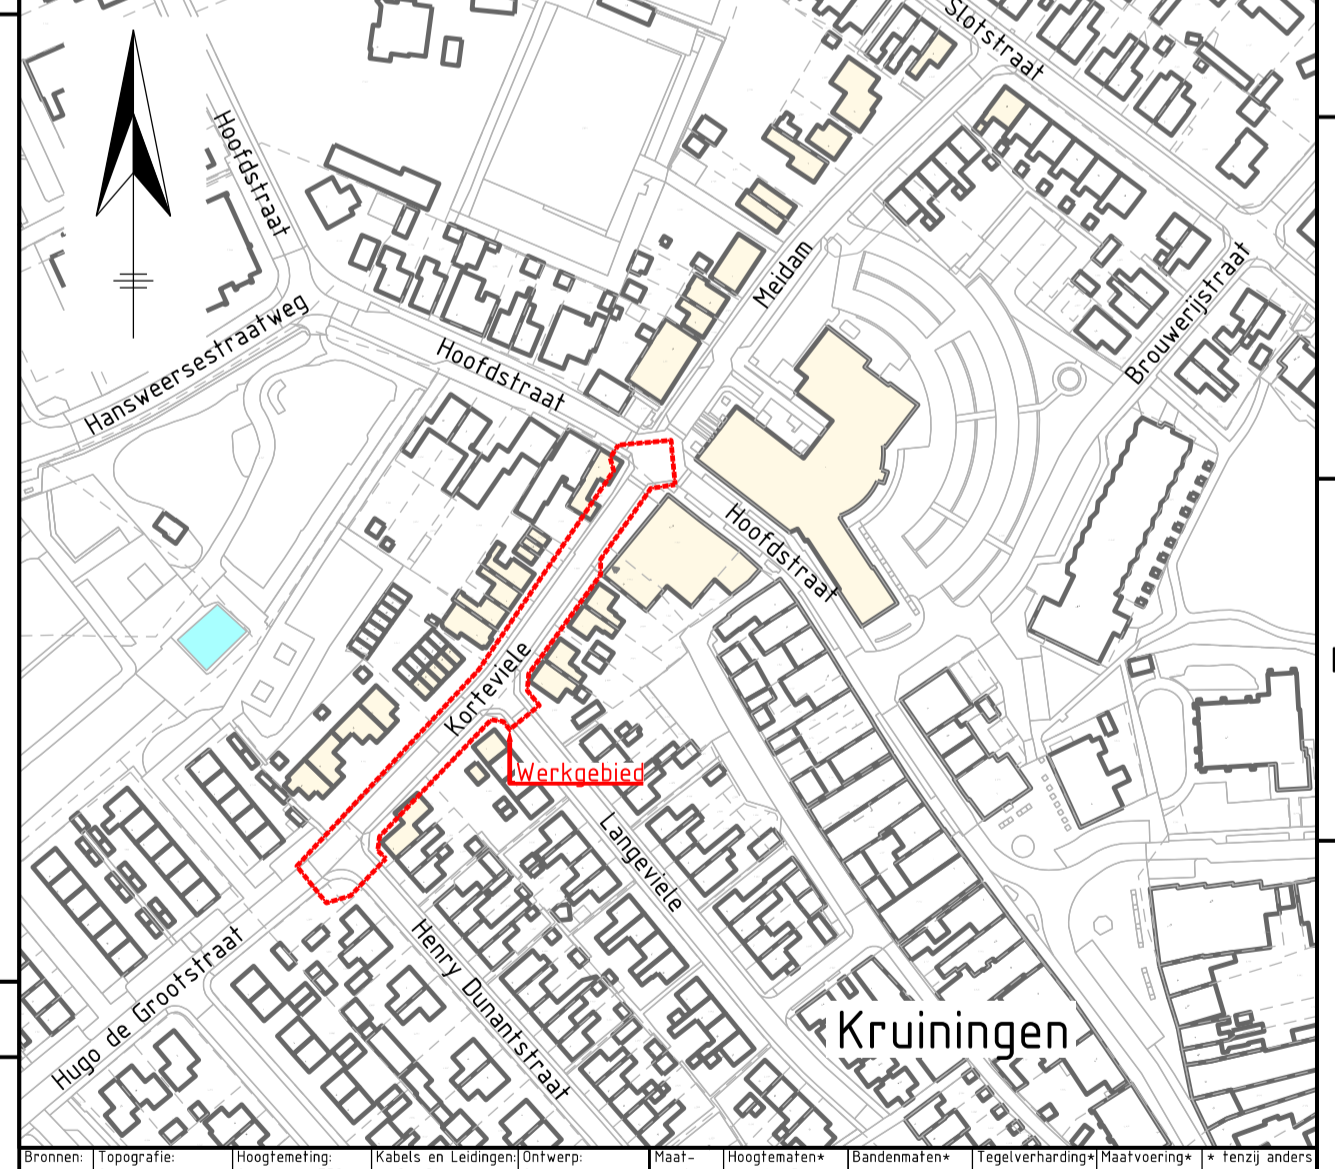 Slotstraat
Hoofdstraat
Meidam
Brouwerijstraat
Hansweersestraatweg
Hoofdstraat
Hoofdstraat
Korteviele
Werkgebied
Langeviele
Henry Dunantstraat
Hugo de Grootstraat
Kruiningen
Bronnen: Topografie: Hoogtemeting: Kabels en Leidingen: Ontwerp: Maat- Hoogtematen* Bandenmaten* Tegelverharding* Maatvoering* * tenzij anders